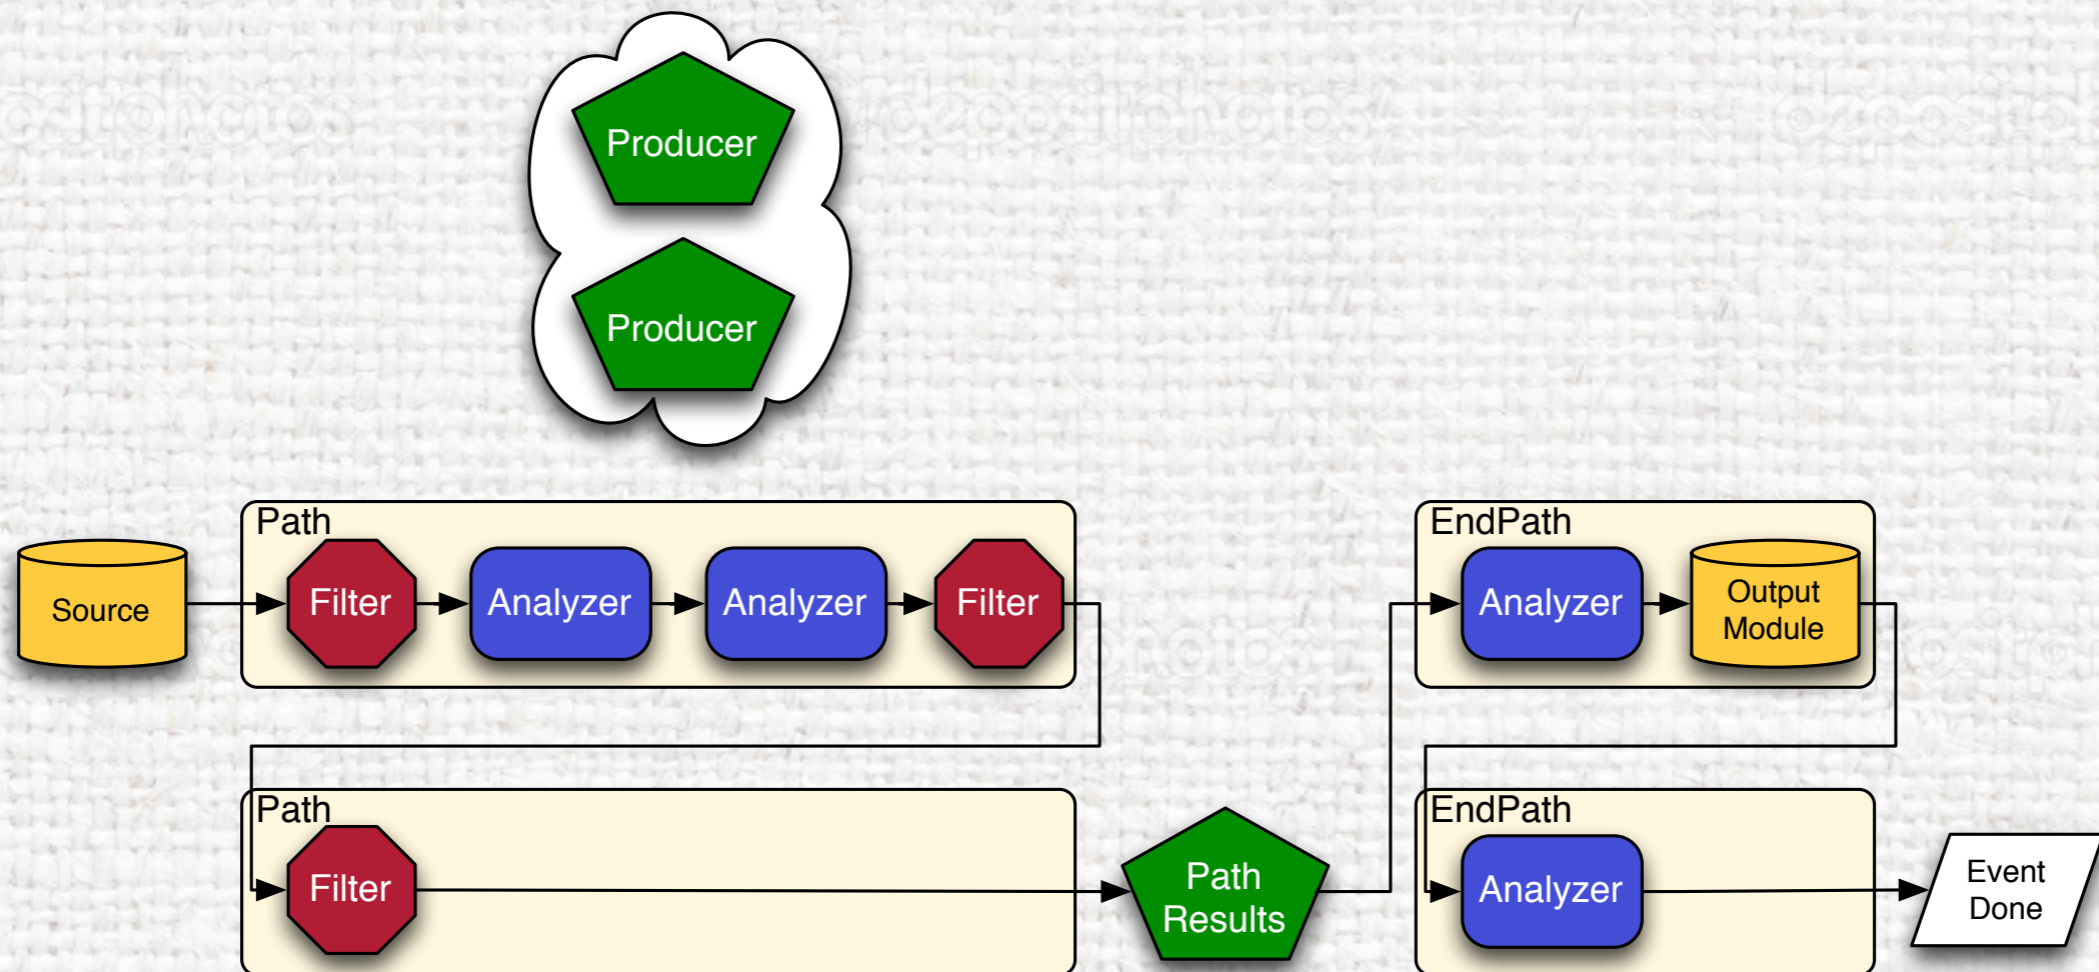 Producer
Producer
Path
Source
Filter
Analyzer
Analyzer
Filter
EndPath
Analyzer
Output
Module
Path
Filter
Path
Results
EndPath
Analyzer
Event
Done
depositphotos